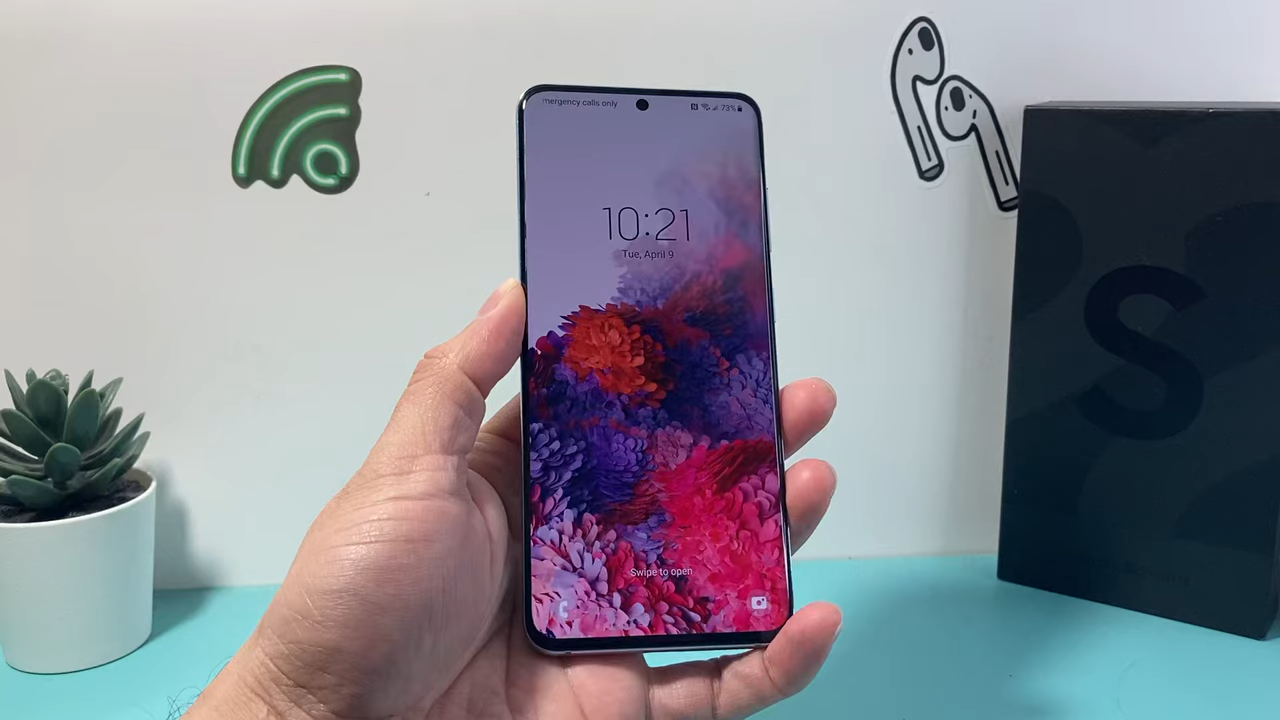 mergency calls only 73%
10:21
Tue, April 9
Swipe to open
S